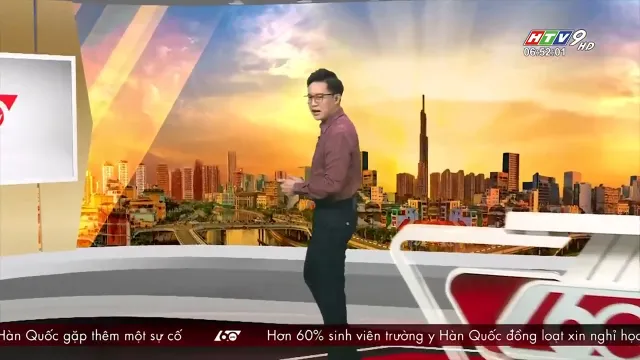 HTV9 HD
06:52:01
Hàn Quốc gặp thêm một sự cố 60 Hơn 60% sinh viên trường y Hàn Quốc đồng loạt xin nghỉ học